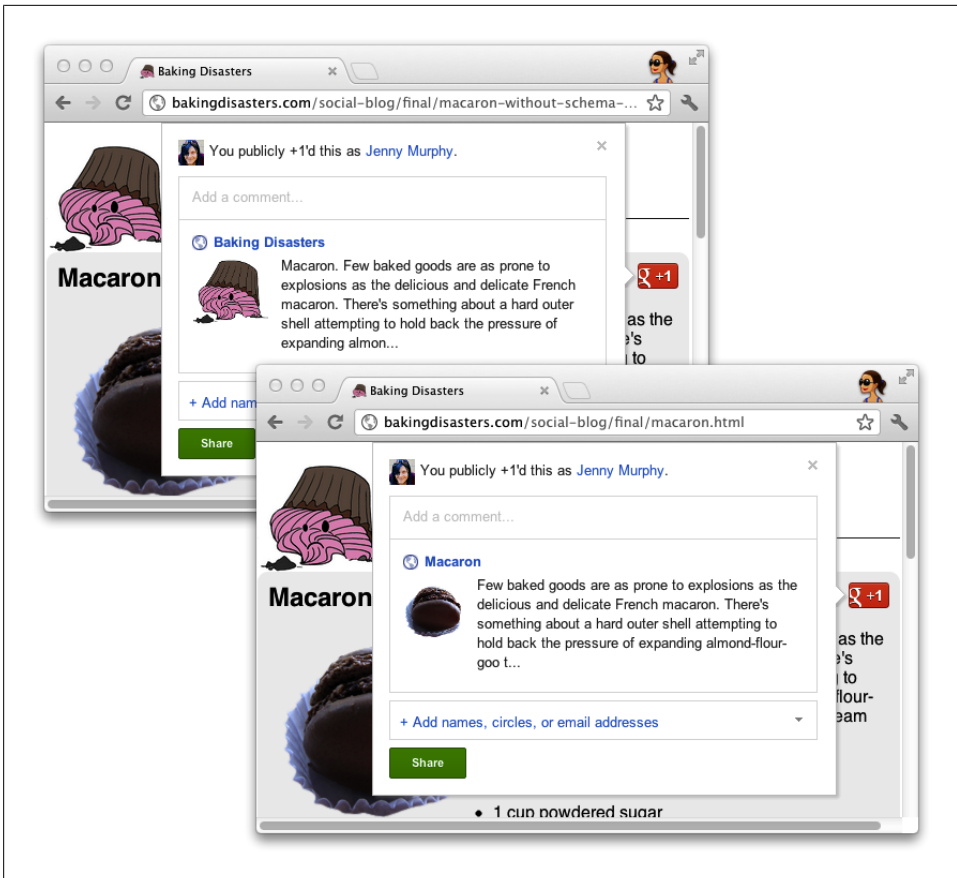 Baking Disasters
bakingdisasters.com/social-blog/final/macaron-without-schema-...
You publicly +1'd this as Jenny Murphy.
Add a comment...
Baking Disasters
Macaron. Few baked goods are as prone to
explosions as the delicious and delicate French
macaron. There's something about a hard outer
shell attempting to hold back the pressure of
expanding almon...
+ Add nam
Share
Macaron
g +1
as the
e's
to
Baking Disasters
bakingdisasters.com/social-blog/final/macaron.html
You publicly +1'd this as Jenny Murphy.
Add a comment...
Macaron
Few baked goods are as prone to explosions as the
delicious and delicate French macaron. There's
something about a hard outer shell attempting to
hold back the pressure of expanding almond-flour-
goo t...
+ Add names, circles, or email addresses
Share
Macaron
g +1
as the
e's
to
flour-
eam
1 cup powdered sugar